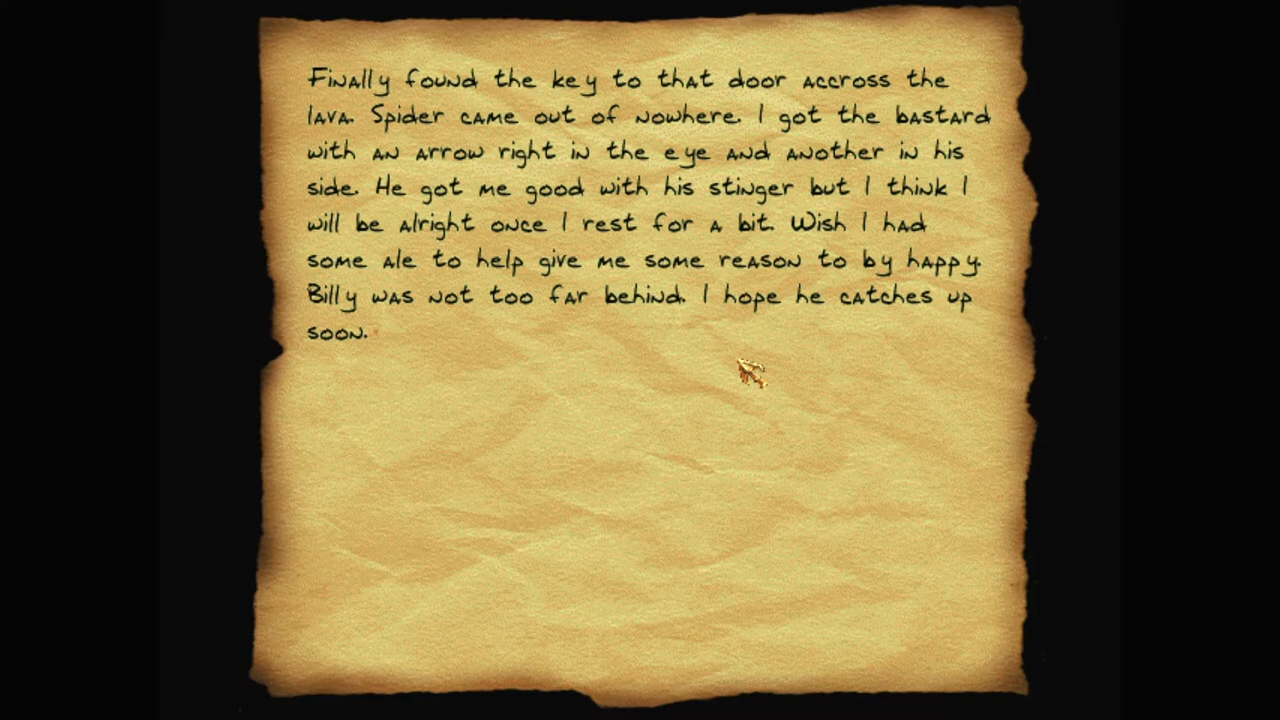 Finally found the key to that door accross the
lava. Spider came out of nowhere. I got the bastard
with an arrow right in the eye and another in his
side. He got me good with his stinger but I think I
will be alright once I rest for a bit. Wish I had
some ale to help give me some reason to by happy.
Billy was not too far behind. I hope he catches up
soon.